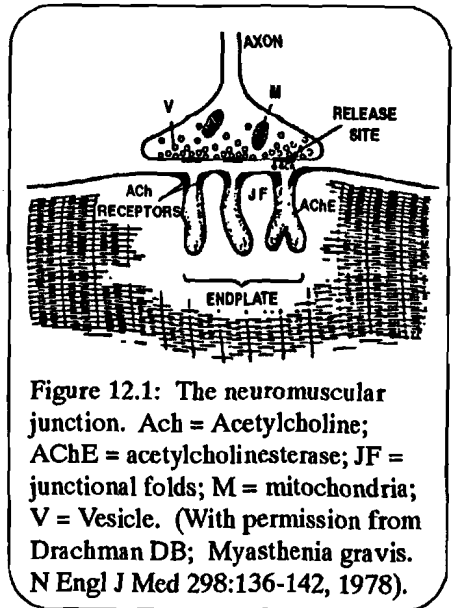 AXON
V
M
RELEASE
SITE
ACh
RECEPTORS
JF
AChE
ENDPLATE
Figure 12.1: The neuromuscular
junction. Ach = Acetylcholine;
AChE = acetylcholinesterase; JF =
junctional folds; M = mitochondria;
V = Vesicle. (With permission from
Drachman DB; Myasthenia gravis.
N Engl J Med 298:136-142, 1978).